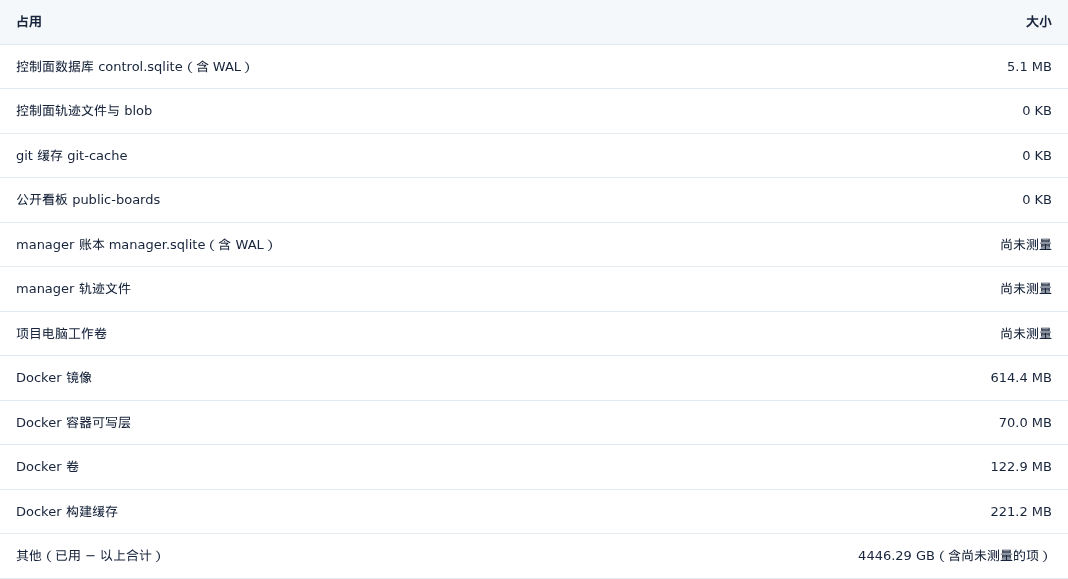 占用 大小
控制面数据库 control.sqlite（含 WAL） 5.1 MB
控制面轨迹文件与 blob 0 KB
git 缓存 git-cache 0 KB
公开看板 public-boards 0 KB
manager 账本 manager.sqlite（含 WAL） 尚未测量
manager 轨迹文件 尚未测量
项目电脑工作卷 尚未测量
Docker 镜像 614.4 MB
Docker 容器可写层 70.0 MB
Docker 卷 122.9 MB
Docker 构建缓存 221.2 MB
其他（已用 − 以上合计） 4446.29 GB（含尚未测量的项）